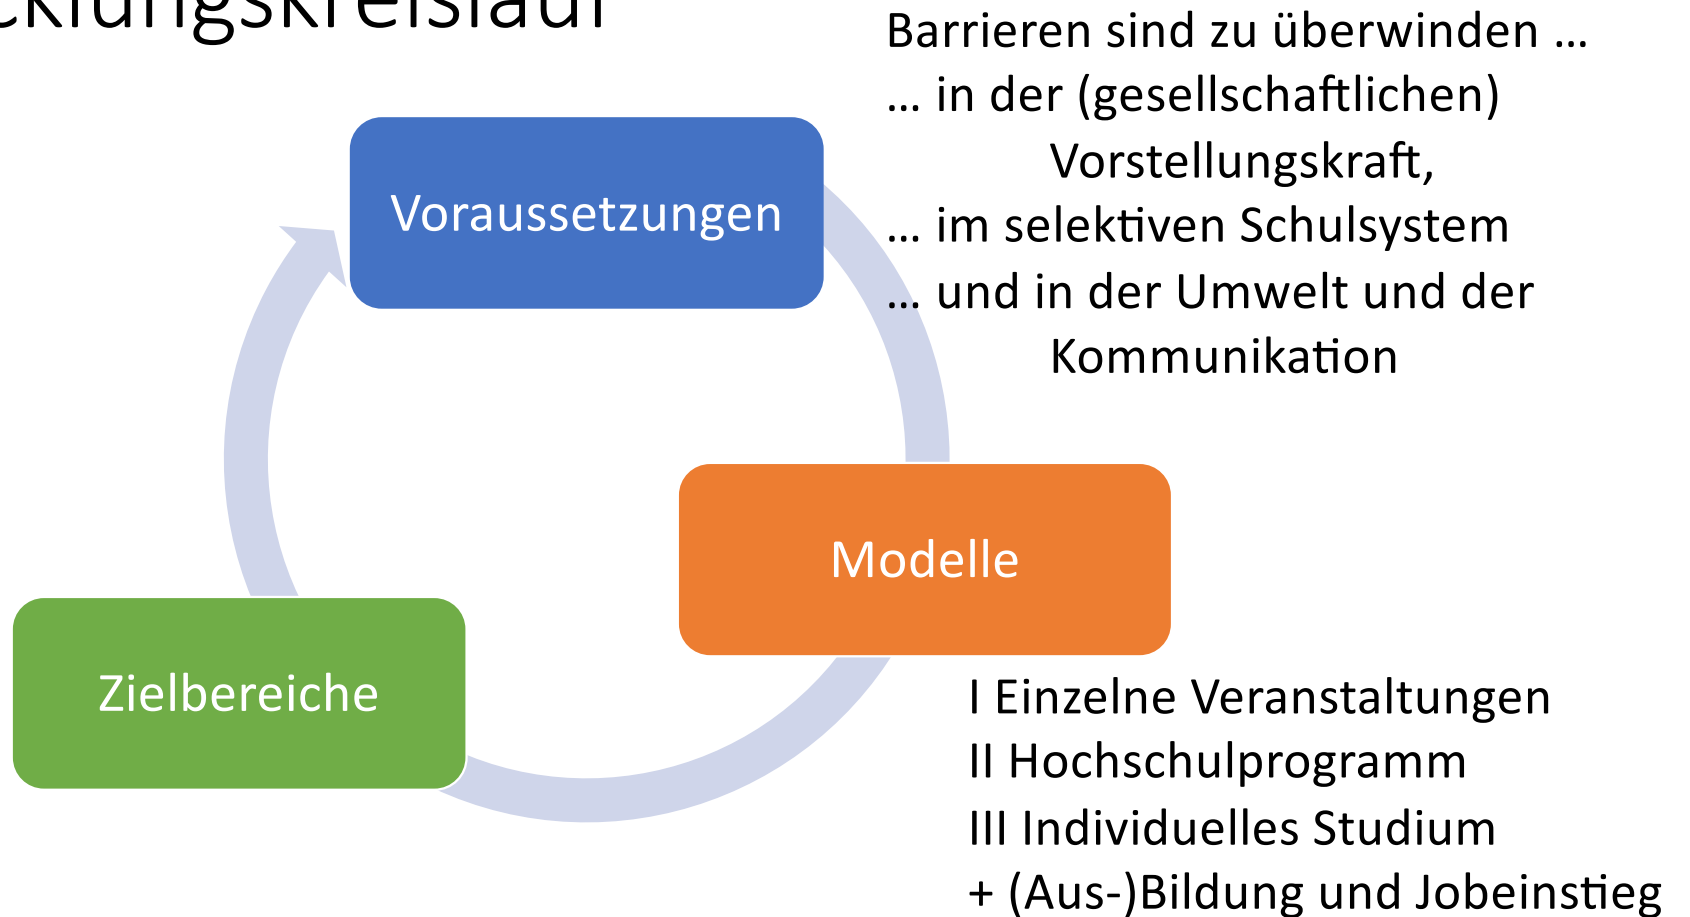 cklungskreislauf
Barrieren sind zu überwinden …
… in der (gesellschaftlichen)
Vorstellungskraft,
… im selektiven Schulsystem
… und in der Umwelt und der
Kommunikation
Voraussetzungen
Modelle
I Einzelne Veranstaltungen
II Hochschulprogramm
III Individuelles Studium
+ (Aus-)Bildung und Jobeinstieg
Zielbereiche